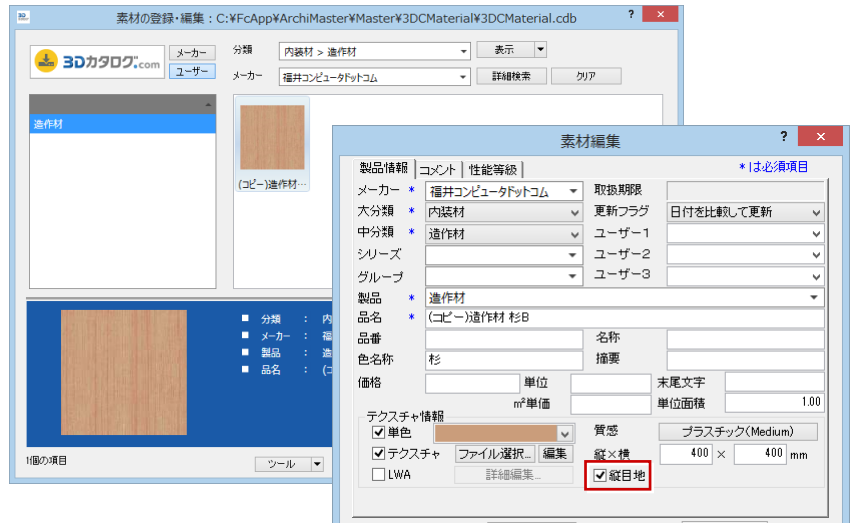 素材の登録・編集：C:¥FcApp¥ArchiMaster¥Master¥3DCMaterial¥3DCMaterial.cdb
? ×
3Dカタログ.com
メーカー
ユーザー
分類
内装材 > 造作材
表示
メーカー
福井コンピュータドットコム
詳細検索
クリア
造作材
(コピー)造作材…
■ 分類 ： 内
■ メーカー ： 福
■ 製品 ： 造
■ 品名 ： (コ
1個の項目
ツール
素材編集
? ×
製品情報
コメント
性能等級
*は必須項目
メーカー * 福井コンピュータドットコム
取扱期限
大分類 * 内装材
更新フラグ 日付を比較して更新
中分類 * 造作材
ユーザー1
シリーズ
ユーザー2
グループ
ユーザー3
製品 * 造作材
品名 * (コピー)造作材 杉B
品番
名称
色名称 杉
摘要
価格
単位
末尾文字
㎡単価
単位面積 1.00
テクスチャ情報
単色
質感 プラスチック(Medium)
テクスチャ ファイル選択... 編集
縦×横 400 × 400 mm
LWA 詳細編集...
縦目地